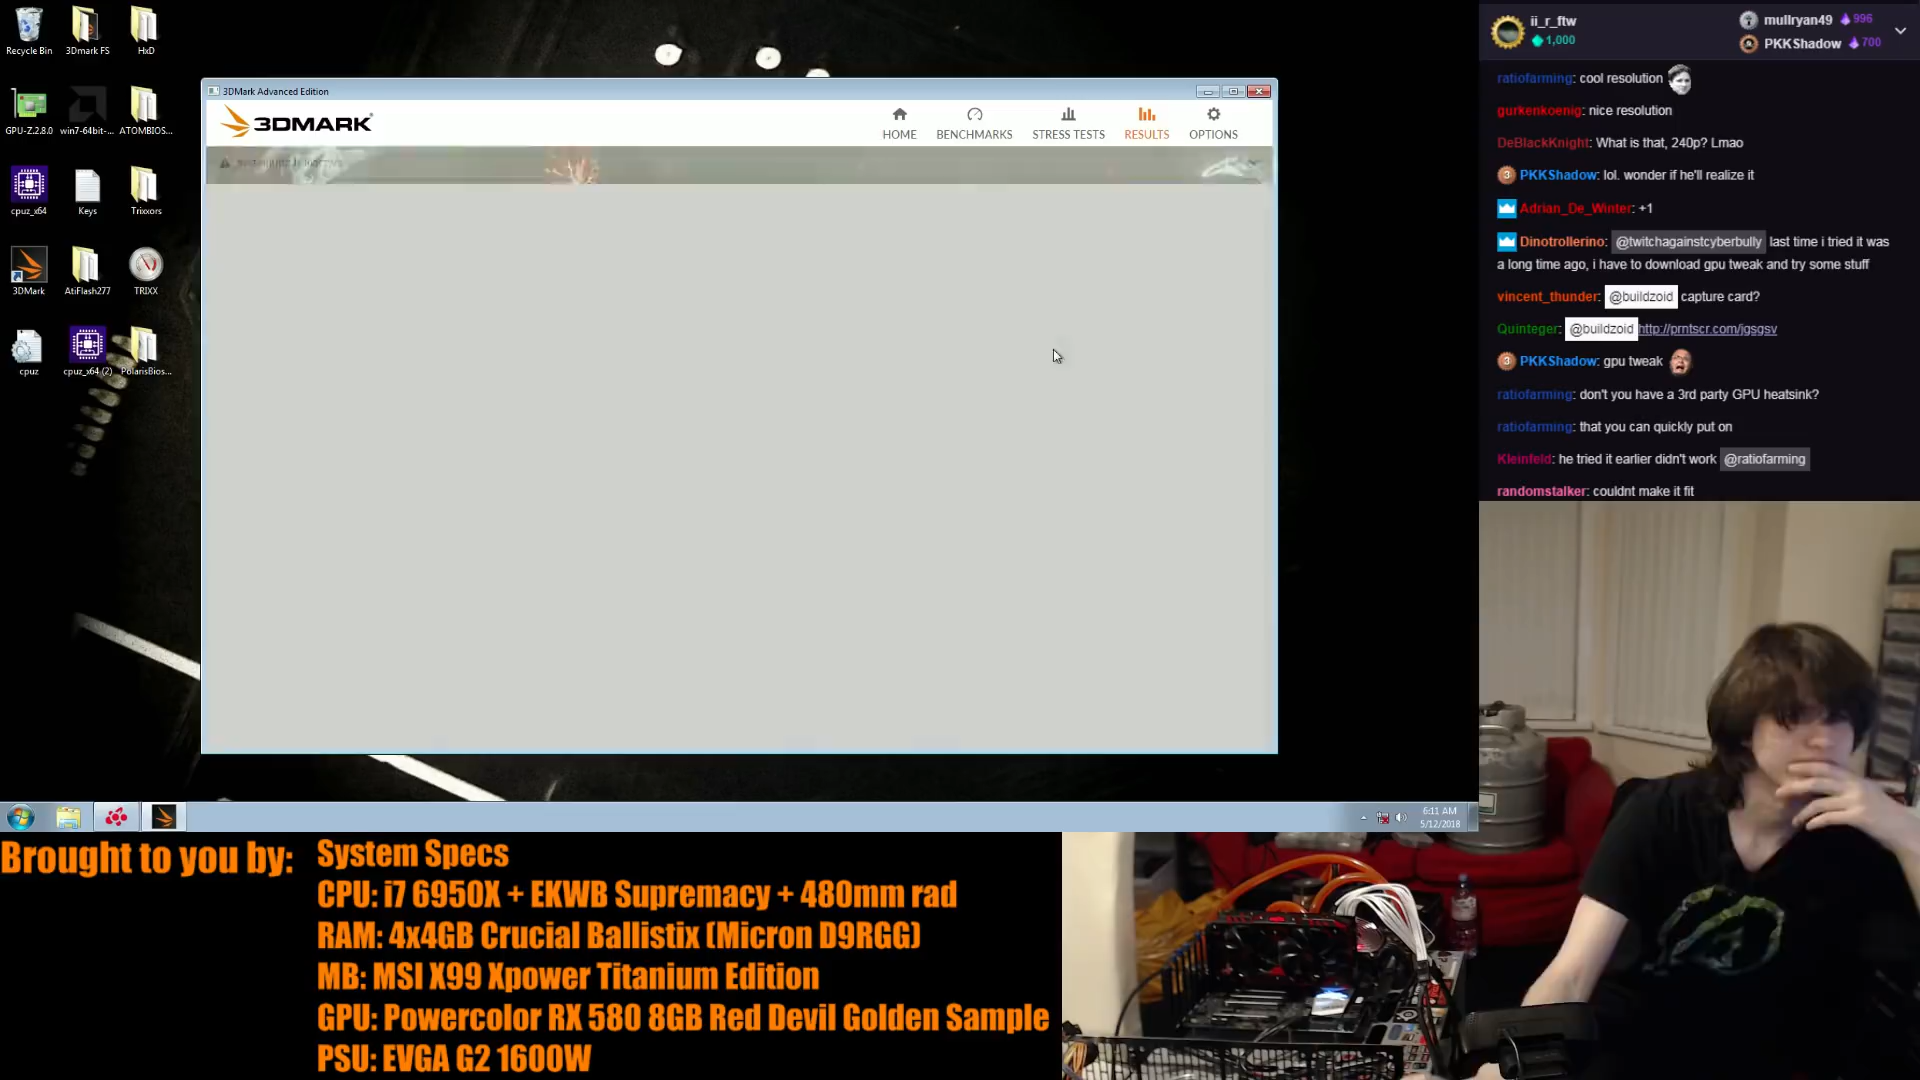 Recycle Bin
3Dmark FS
HxD
GPU-Z.2.8.0
win7-64bit-...
ATOMBIOS...
cpuz_x64
Keys
Trixxors
3DMark
AtiFlash277
TRIXX
cpuz
cpuz_x64 (2)
PolarisBios...
3DMark Advanced Edition
3DMARK
HOME
BENCHMARKS
STRESS TESTS
RESULTS
OPTIONS
6:11 AM
5/12/2018
ii_r_ftw
1,000
mullryan49 996
PKKShadow 700
ratiofarming: cool resolution
gurkenkoenig: nice resolution
DeBlackKnight: What is that, 240p? Lmao
3 PKKShadow: lol. wonder if he'll realize it
Adrian_De_Winter: +1
Dinotrollerino: @twitchagainstcyberbully last time i tried it was
a long time ago, i have to download gpu tweak and try some stuff
vincent_thunder: @buildzoid capture card?
Quinteger: @buildzoid http://prntscr.com/jgsgsv
3 PKKShadow: gpu tweak
ratiofarming: don't you have a 3rd party GPU heatsink?
ratiofarming: that you can quickly put on
Kleinfeld: he tried it earlier didn't work @ratiofarming
randomstalker: couldnt make it fit
Brought to you by:
System Specs
CPU: i7 6950X + EKWB Supremacy + 480mm rad
RAM: 4x4GB Crucial Ballistix (Micron D9RGG)
MB: MSI X99 Xpower Titanium Edition
GPU: Powercolor RX 580 8GB Red Devil Golden Sample
PSU: EVGA G2 1600W